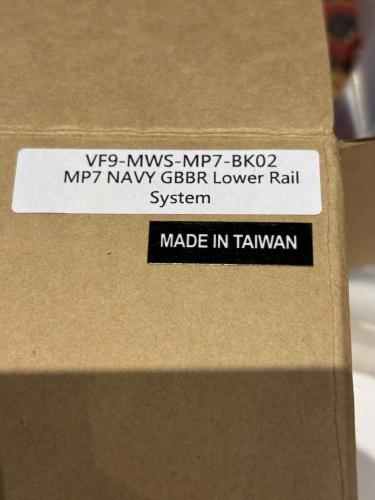 VF9-MWS-MP7-BK02
MP7 NAVY GBBR Lower Rail
System
MADE IN TAIWAN